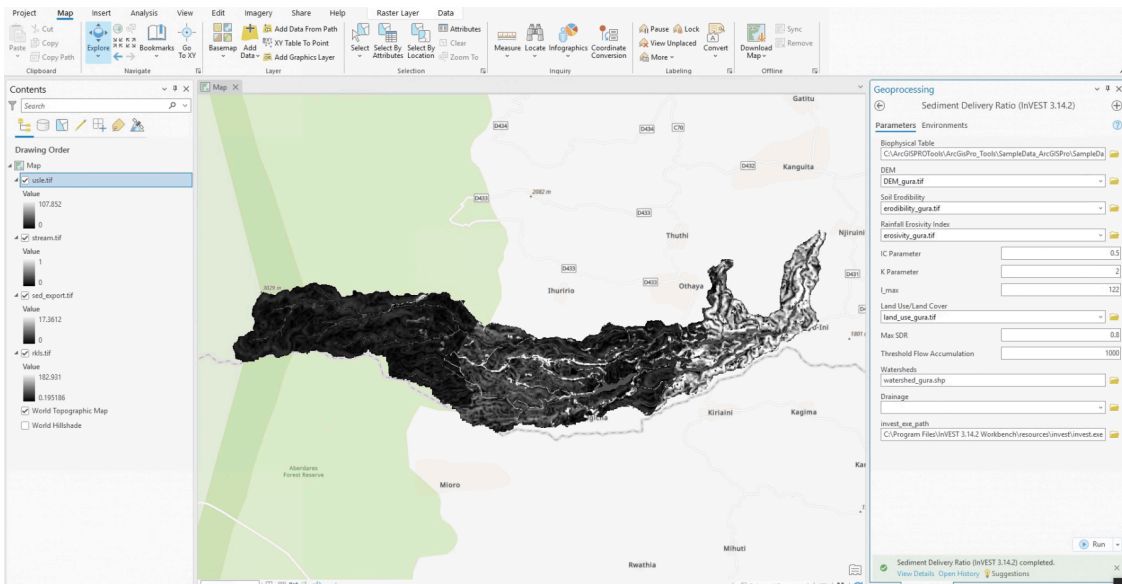 Project Map Insert Analysis View Edit Imagery Share Help Raster Layer Data
Paste
Cut
Copy
Copy Path
Clipboard
Explore
Bookmarks
Go To XY
Navigate
Basemap
Add Data
Add Data From Path
XY Table To Point
Add Graphics Layer
Layer
Select
Select By Attributes
Select By Location
Attributes
Clear
Zoom To
Selection
Measure
Locate
Infographics
Coordinate Conversion
Inquiry
Pause
Lock
View Unplaced
More
Convert
Labeling
Download Map
Sync
Remove
Offline
Contents
Search
Drawing Order
Map
usle.tif
Value
107.852
0
stream.tif
Value
1
0
sed_export.tif
Value
17.3612
0
rkls.tif
Value
182.931
0.195186
World Topographic Map
World Hillshade
Map
Gatitu
D434
D434
C70
D432
Kanguita
D433
2082 m
D433
Thuthi
Njiruini
D433
D433
D431
Ihuririo
Othaya
3029 m
Kiriaini
Kagima
Aberdares
Forest Reserve
Mioro
Mihuti
Rwathia
Geoprocessing
Sediment Delivery Ratio (InVEST 3.14.2)
Parameters Environments
Biophysical Table
C:\ArcGISPROTools\ArcGisPro_Tools\SampleData_ArcGISPro\SampleDa
DEM
DEM_gura.tif
Soil Erodibility
erodibility_gura.tif
Rainfall Erosivity Index
erosivity_gura.tif
IC Parameter 0.5
K Parameter 2
l_max 122
Land Use/Land Cover
land_use_gura.tif
Max SDR 0.8
Threshold Flow Accumulation 1000
Watersheds
watershed_gura.shp
Drainage
invest_exe_path
C:\Program Files\InVEST 3.14.2 Workbench\resources\invest\invest.exe
Run
Sediment Delivery Ratio (InVEST 3.14.2) completed.
View Details Open History Suggestions